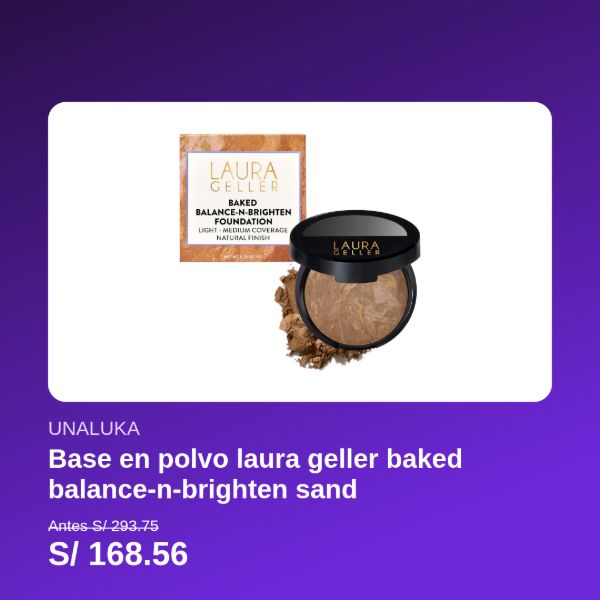 LAURA
GELLER
BAKED
BALANCE-N-BRIGHTEN
FOUNDATION
LIGHT - MEDIUM COVERAGE
NATURAL FINISH
LAURA
GELLER
UNALUKA
Base en polvo laura geller baked
balance-n-brighten sand
Antes S/ 293.75
S/ 168.56